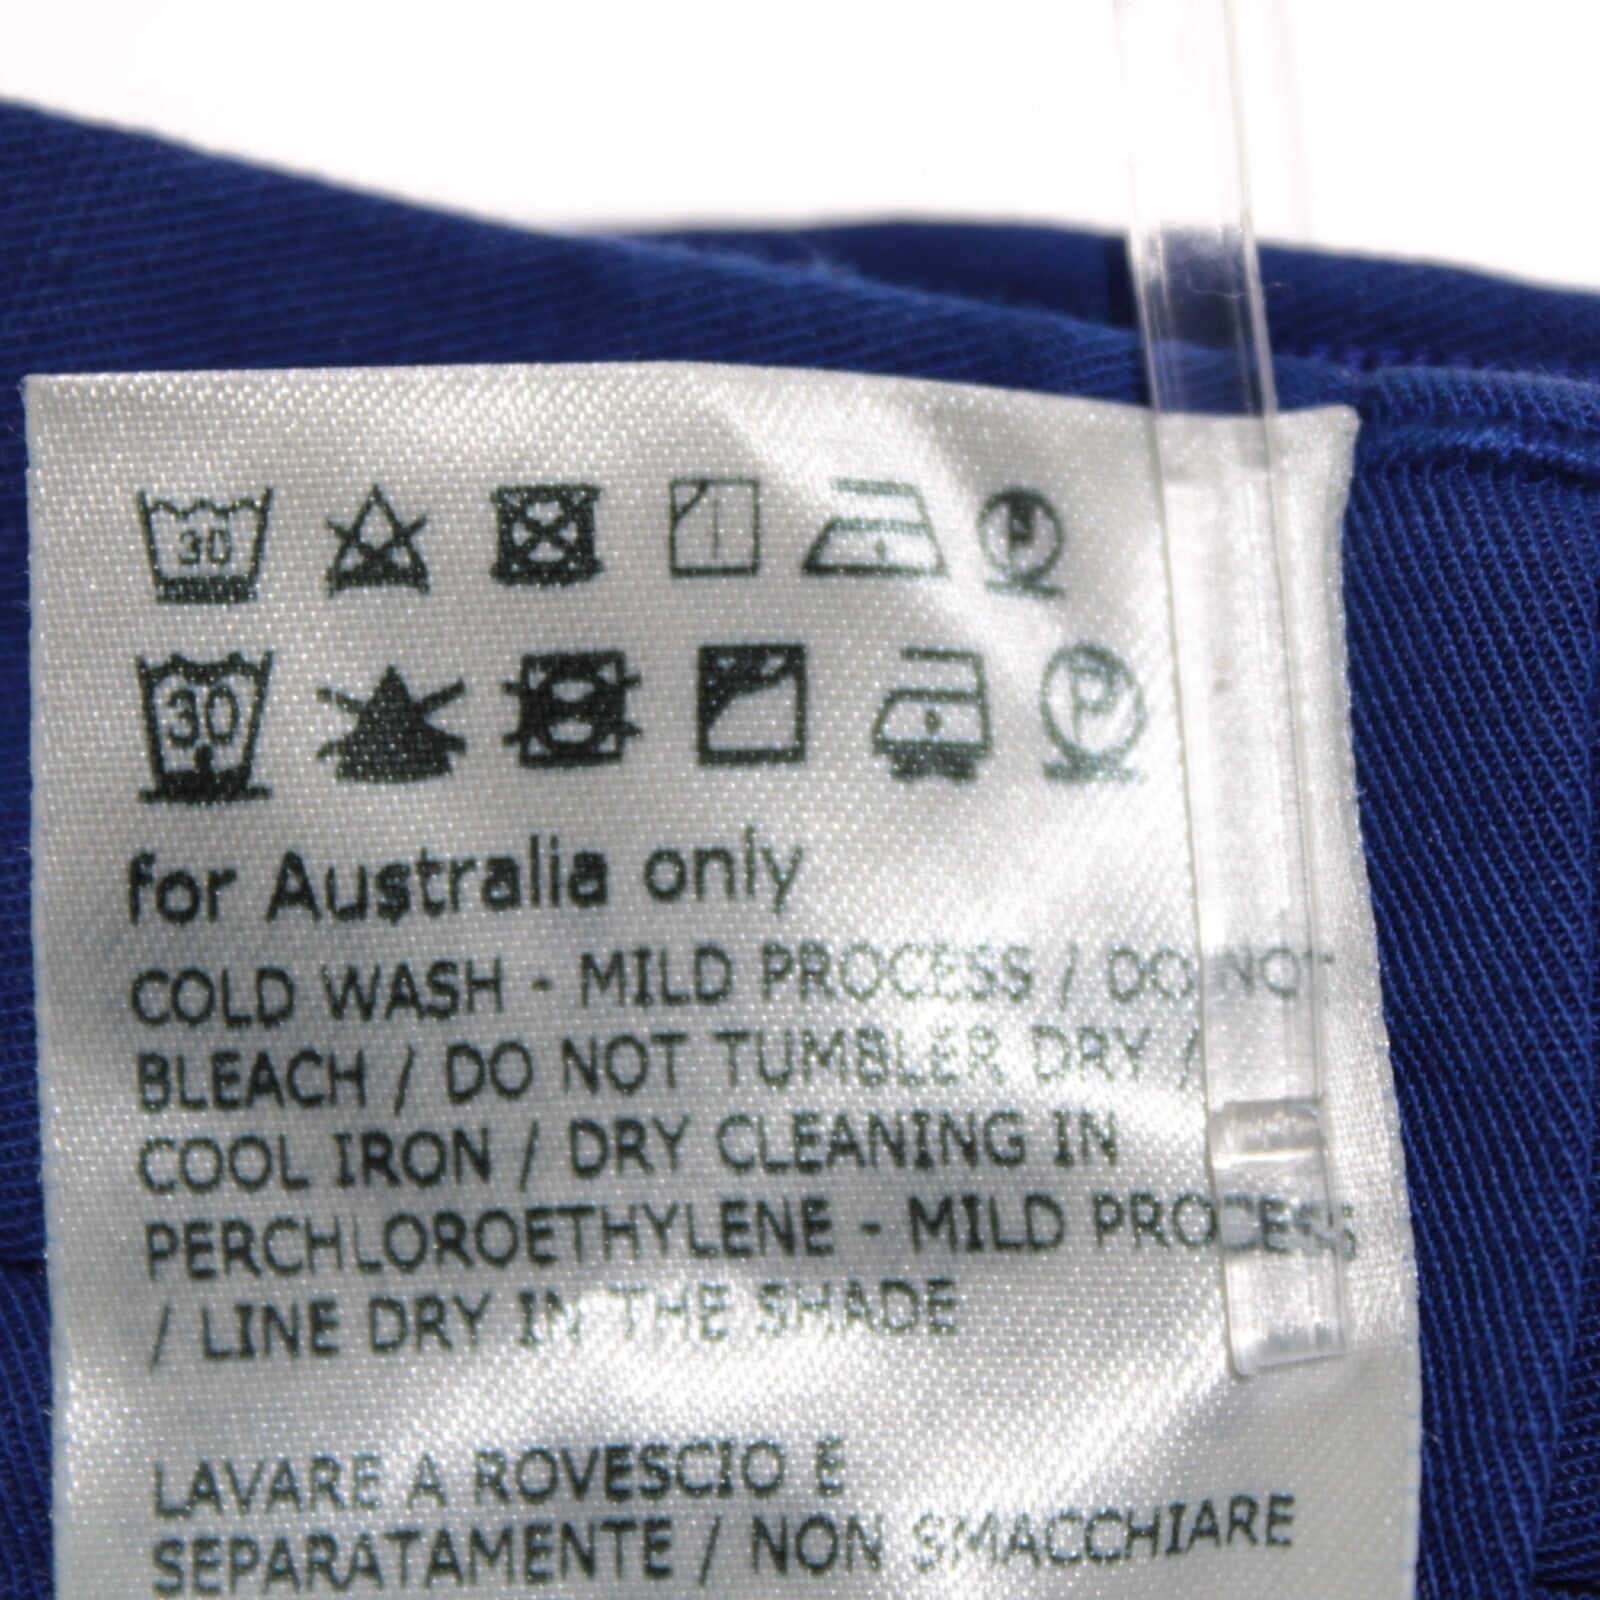 30 P
30 P
for Australia only
COLD WASH - MILD PROCESS / DO NOT
BLEACH / DO NOT TUMBLER DRY /
COOL IRON / DRY CLEANING IN
PERCHLOROETHYLENE - MILD PROCESS
/ LINE DRY IN THE SHADE
LAVARE A ROVESCIO E
SEPARATAMENTE / NON SMACCHIARE